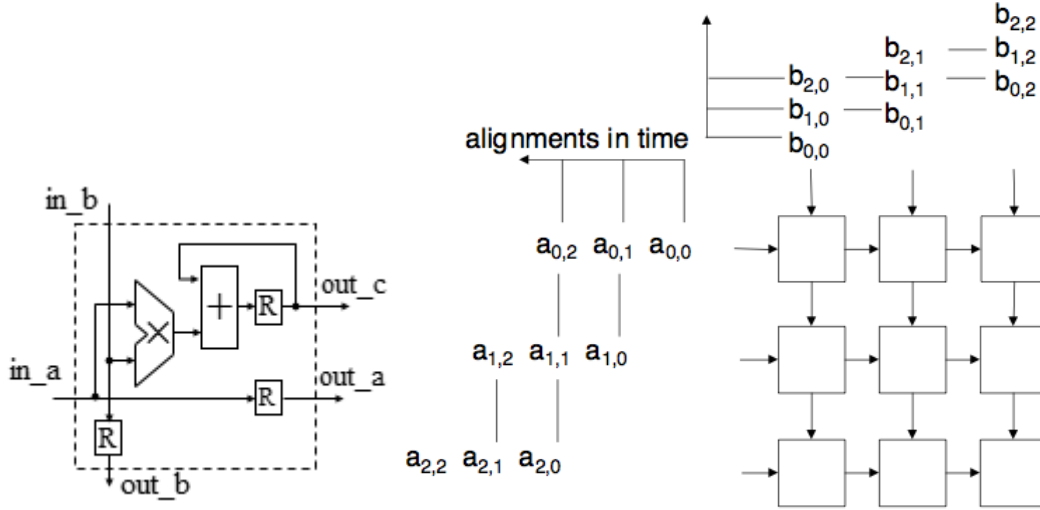 b2,2
b2,1 b1,2
b2,0 b1,1 b0,2
b1,0 b0,1
alignments in time b0,0
in_b
a0,2 a0,1 a0,0
+ R out_c
×
a1,2 a1,1 a1,0
in_a R out_a
R
a2,2 a2,1 a2,0
out_b